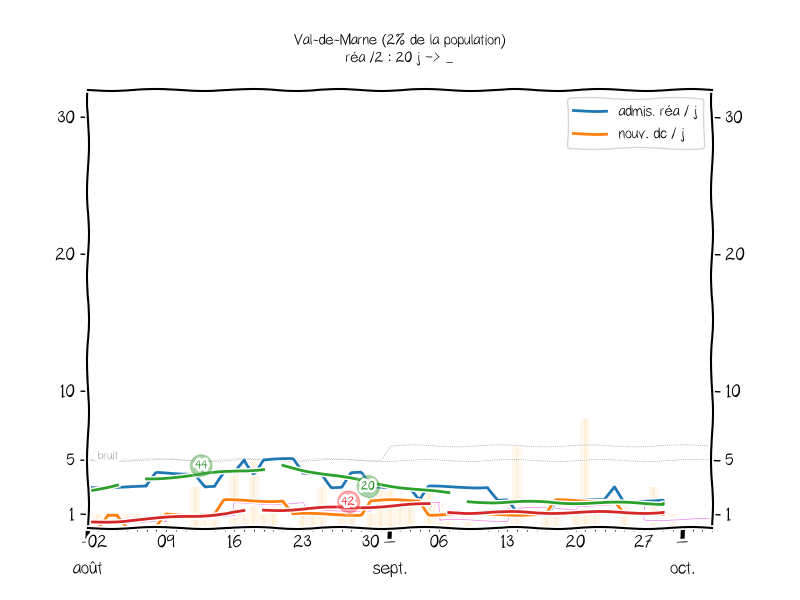 Val-de-Marne (2% de la population)
réa /2 : 20 j -> _
admis. réa / j
nouv. dc / j
30
30
20
20
10
10
bruit
5
5
44
20
42
1
1
-02
09
16
23
30
06
13
20
27
août
sept.
oct.